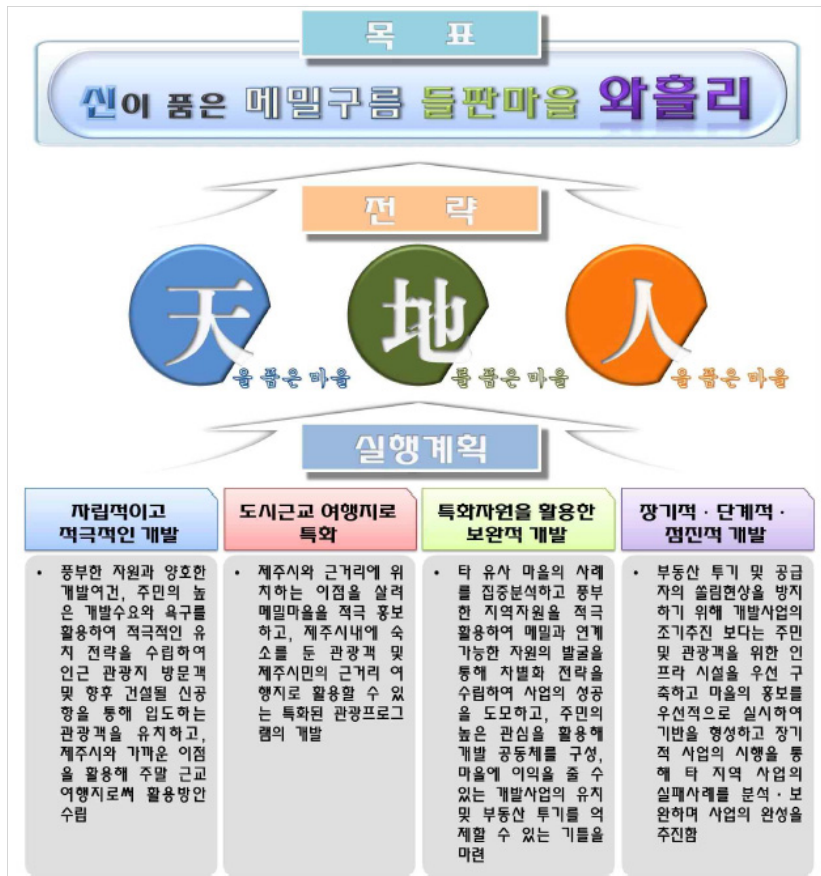 목 표
신이 품은 메밀구름 들판마을 와흘리
전 략
天을 품은 마을
地를 품은 마을
人을 품은 마을
실행계획
자립적이고
적극적인 개발
• 풍부한 자원과 양호한
개발여건, 주민의 높
은 개발수요와 욕구를
활용하여 적극적인 유
치 전략을 수립하여
인근 관광지 방문객
및 향후 건설될 신공
항을 통해 입도하는
관광객을 유치하고,
제주시와 가까운 이점
을 활용해 주말 근교
여행지로써 활용방안
수립
도시근교 여행지로
특화
• 제주시와 근거리에 위
치하는 이점을 살려
메밀마을을 적극 홍보
하고, 제주시내에 숙
소를 둔 관광객 및
제주시민의 근거리 여
행지로 활용할 수 있
는 특화된 관광프로그
램의 개발
특화자원을 활용한
보완적 개발
• 타 유사 마을의 사례
를 집중분석하고 풍부
한 지역자원을 적극
활용하여 메밀과 연계
가능한 자원의 발굴을
통해 차별화 전략을
수립하여 사업의 성공
을 도모하고, 주민의
높은 관심을 활용해
개발 공동체를 구성,
마을에 이익을 줄 수
있는 개발사업의 유치
및 부동산 투기를 억
제할 수 있는 기틀을
마련
장기적 · 단계적 ·
점진적 개발
• 부동산 투기 및 공급
자의 쏠림현상을 방지
하기 위해 개발사업의
조기추진 보다는 주민
및 관광객을 위한 인
프라 시설을 우선 구
축하고 마을의 홍보를
우선적으로 실시하여
기반을 형성하고 장기
적 사업의 시행을 통
해 타 지역 사업의
실패사례를 분석 · 보
완하며 사업의 완성을
추진함